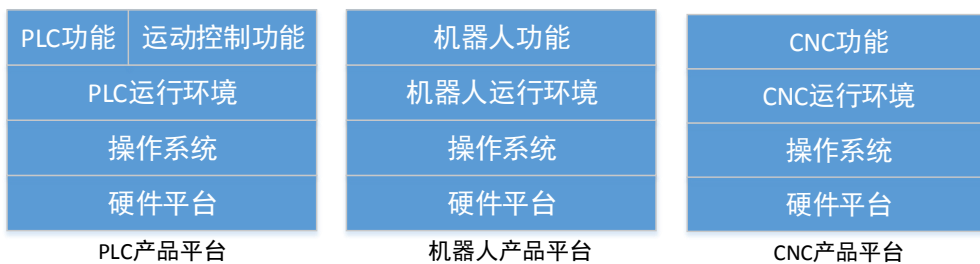 PLC功能 运动控制功能
PLC运行环境
操作系统
硬件平台
PLC产品平台
机器人功能
机器人运行环境
操作系统
硬件平台
机器人产品平台
CNC功能
CNC运行环境
操作系统
硬件平台
CNC产品平台